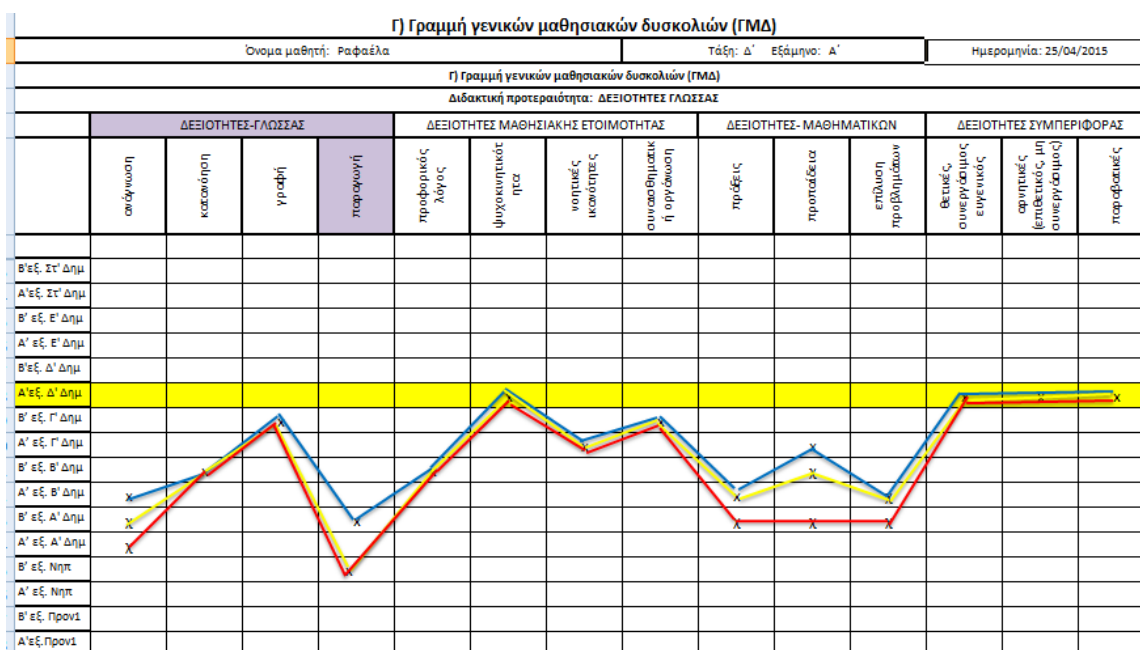 Γ) Γραμμή γενικών μαθησιακών δυσκολιών (ΓΜΔ)
Όνομα μαθητή: Ραφαέλα Τάξη: Δ΄ Εξάμηνο: Α΄ Ημερομηνία: 25/04/2015
Γ) Γραμμή γενικών μαθησιακών δυσκολιών (ΓΜΔ)
Διδακτική προτεραιότητα: ΔΕΞΙΟΤΗΤΕΣ ΓΛΩΣΣΑΣ
ΔΕΞΙΟΤΗΤΕΣ-ΓΛΩΣΣΑΣ ΔΕΞΙΟΤΗΤΕΣ ΜΑΘΗΣΙΑΚΗΣ ΕΤΟΙΜΟΤΗΤΑΣ ΔΕΞΙΟΤΗΤΕΣ- ΜΑΘΗΜΑΤΙΚΩΝ ΔΕΞΙΟΤΗΤΕΣ ΣΥΜΠΕΡΙΦΟΡΑΣ
ανάγνωση
κατανόηση
γραφή
παραγωγή
προφορικός
λόγος
ψυχοκινητικότ
ητα
νοητικές
ικανότητες
συναισθηματικ
ή οργάνωση
πράξεις
προπαίδεια
επίλυση
προβλημάτων
θετικές,
συνεργάσιμος
ευγενικός
αρνητικές
(επιθετικός, μη
συνεργάσιμος)
παραβατικές
Β'εξ. Στ' Δημ
Α'εξ. Στ' Δημ
Β' εξ. Ε' Δημ
Α' εξ. Ε' Δημ
Β'εξ. Δ' Δημ
Α'εξ. Δ' Δημ
Β' εξ. Γ' Δημ
Α' εξ. Γ' Δημ
Β' εξ. Β' Δημ
Α' εξ. Β' Δημ
Β' εξ. Α' Δημ
Α' εξ. Α' Δημ
Β' εξ. Νηπ
Α' εξ. Νηπ
Β' εξ. Προν1
Α'εξ.Προν1